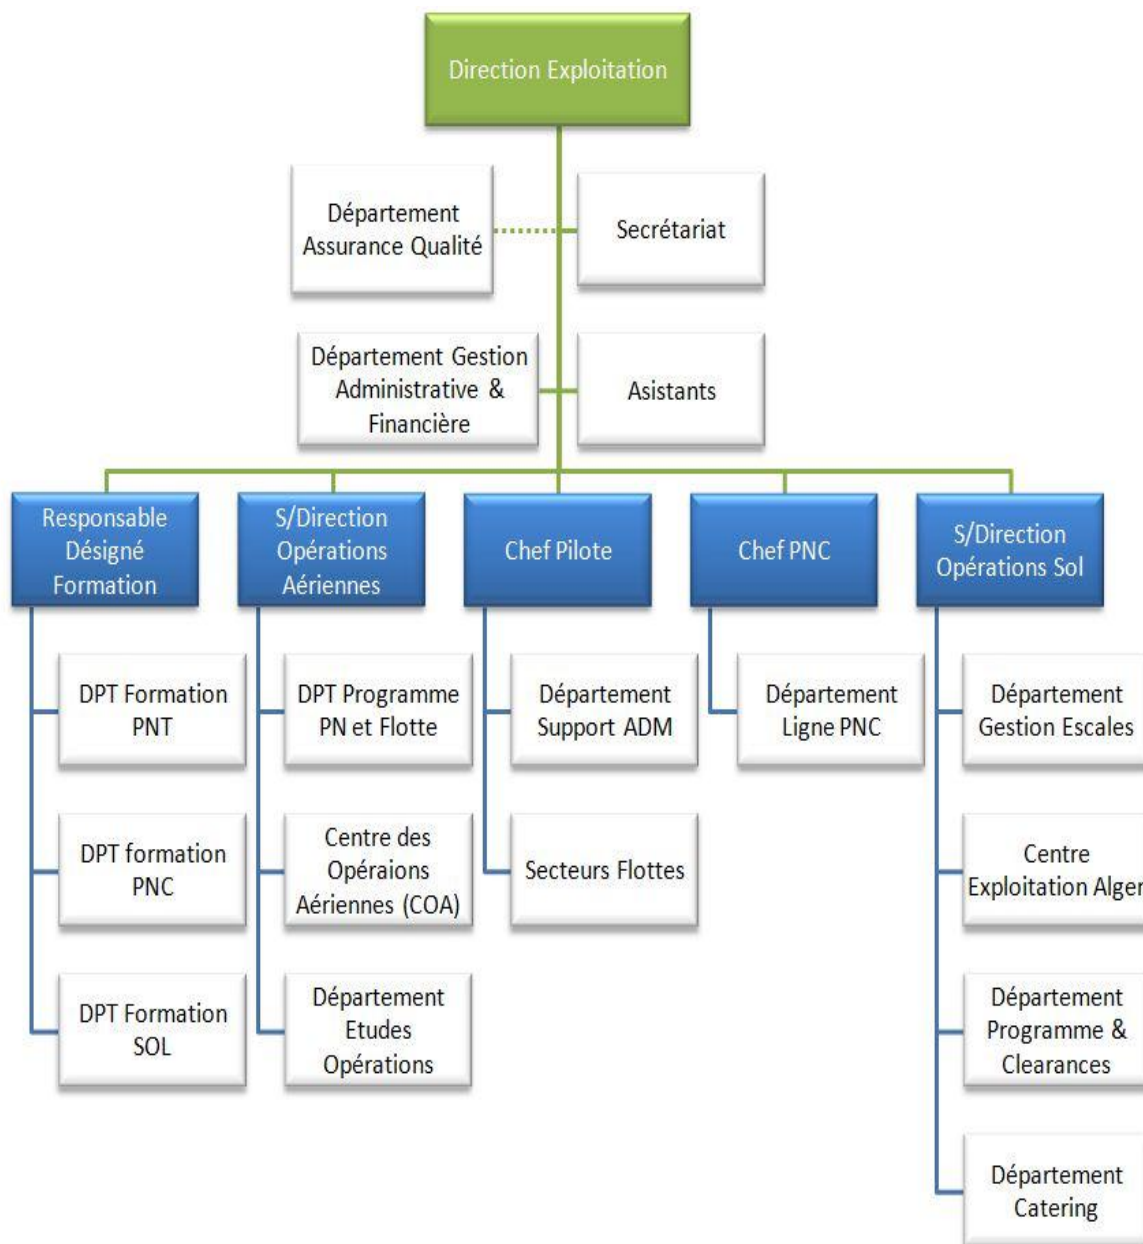 Direction Exploitation
Département
Assurance Qualité
Secrétariat
Département Gestion
Administrative &
Financière
Asistants
Responsable
Désigné
Formation
S/Direction
Opérations
Aériennes
Chef Pilote
Chef PNC
S/Direction
Opérations Sol
DPT Formation
PNT
DPT Programme
PN et Flotte
Département
Support ADM
Département
Ligne PNC
Département
Gestion Escales
DPT formation
PNC
Centre des
Opéraions
Aériennes (COA)
Secteurs Flottes
Centre
Exploitation Alger
DPT Formation
SOL
Département
Etudes
Opérations
Département
Programme &
Clearances
Département
Catering